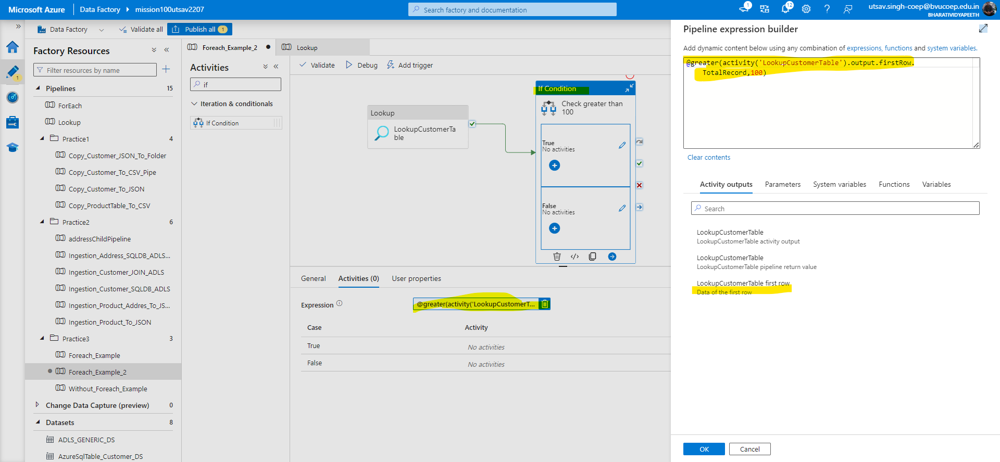 Microsoft Azure
Data Factory
mission100utsav2207
Search factory and documentation
1
12
utsav.singh-coep@bvucoep.edu.in
BHARATIVIDYAPEETH
Data Factory
Validate all
Publish all
1
1
Factory Resources
Filter resources by name
Pipelines
15
ForEach
Lookup
Practice1
4
Copy_Customer_JSON_To_Folder
Copy_Customer_To_CSV_Pipe
Copy_Customer_To_JSON
Copy_ProductTable_To_CSV
Practice2
6
addressChildPipeline
Ingestion_Address_SQLDB_ADLS...
Ingestion_Customer_JOIN_ADLS
Ingestion_Customer_SQLDB_ADLS
Ingestion_Product_Addres_To_JS...
Ingestion_Product_To_JSON
Practice3
3
Foreach_Example
Foreach_Example_2
Without_Foreach_Example
Change Data Capture (preview)
0
Datasets
8
ADLS_GENERIC_DS
AzureSqlTable_Customer_DS
Foreach_Example_2
Lookup
Activities
if
Iteration & conditionals
If Condition
Validate
Debug
Add trigger
Lookup
LookupCustomerTa
ble
If Condition
Check greater than
100
True
No activities
False
No activities
General
Activities (0)
User properties
Expression
@greater(activity('LookupCustomerT...
Case
Activity
True
No activities
False
No activities
Pipeline expression builder
Add dynamic content below using any combination of expressions, functions and system variables.
@greater(activity('LookupCustomerTable').output.firstRow.
TotalRecord,100)
Clear contents
Activity outputs
Parameters
System variables
Functions
Variables
Search
LookupCustomerTable
LookupCustomerTable activity output
LookupCustomerTable
LookupCustomerTable pipeline return value
LookupCustomerTable first row
Data of the first row
OK
Cancel